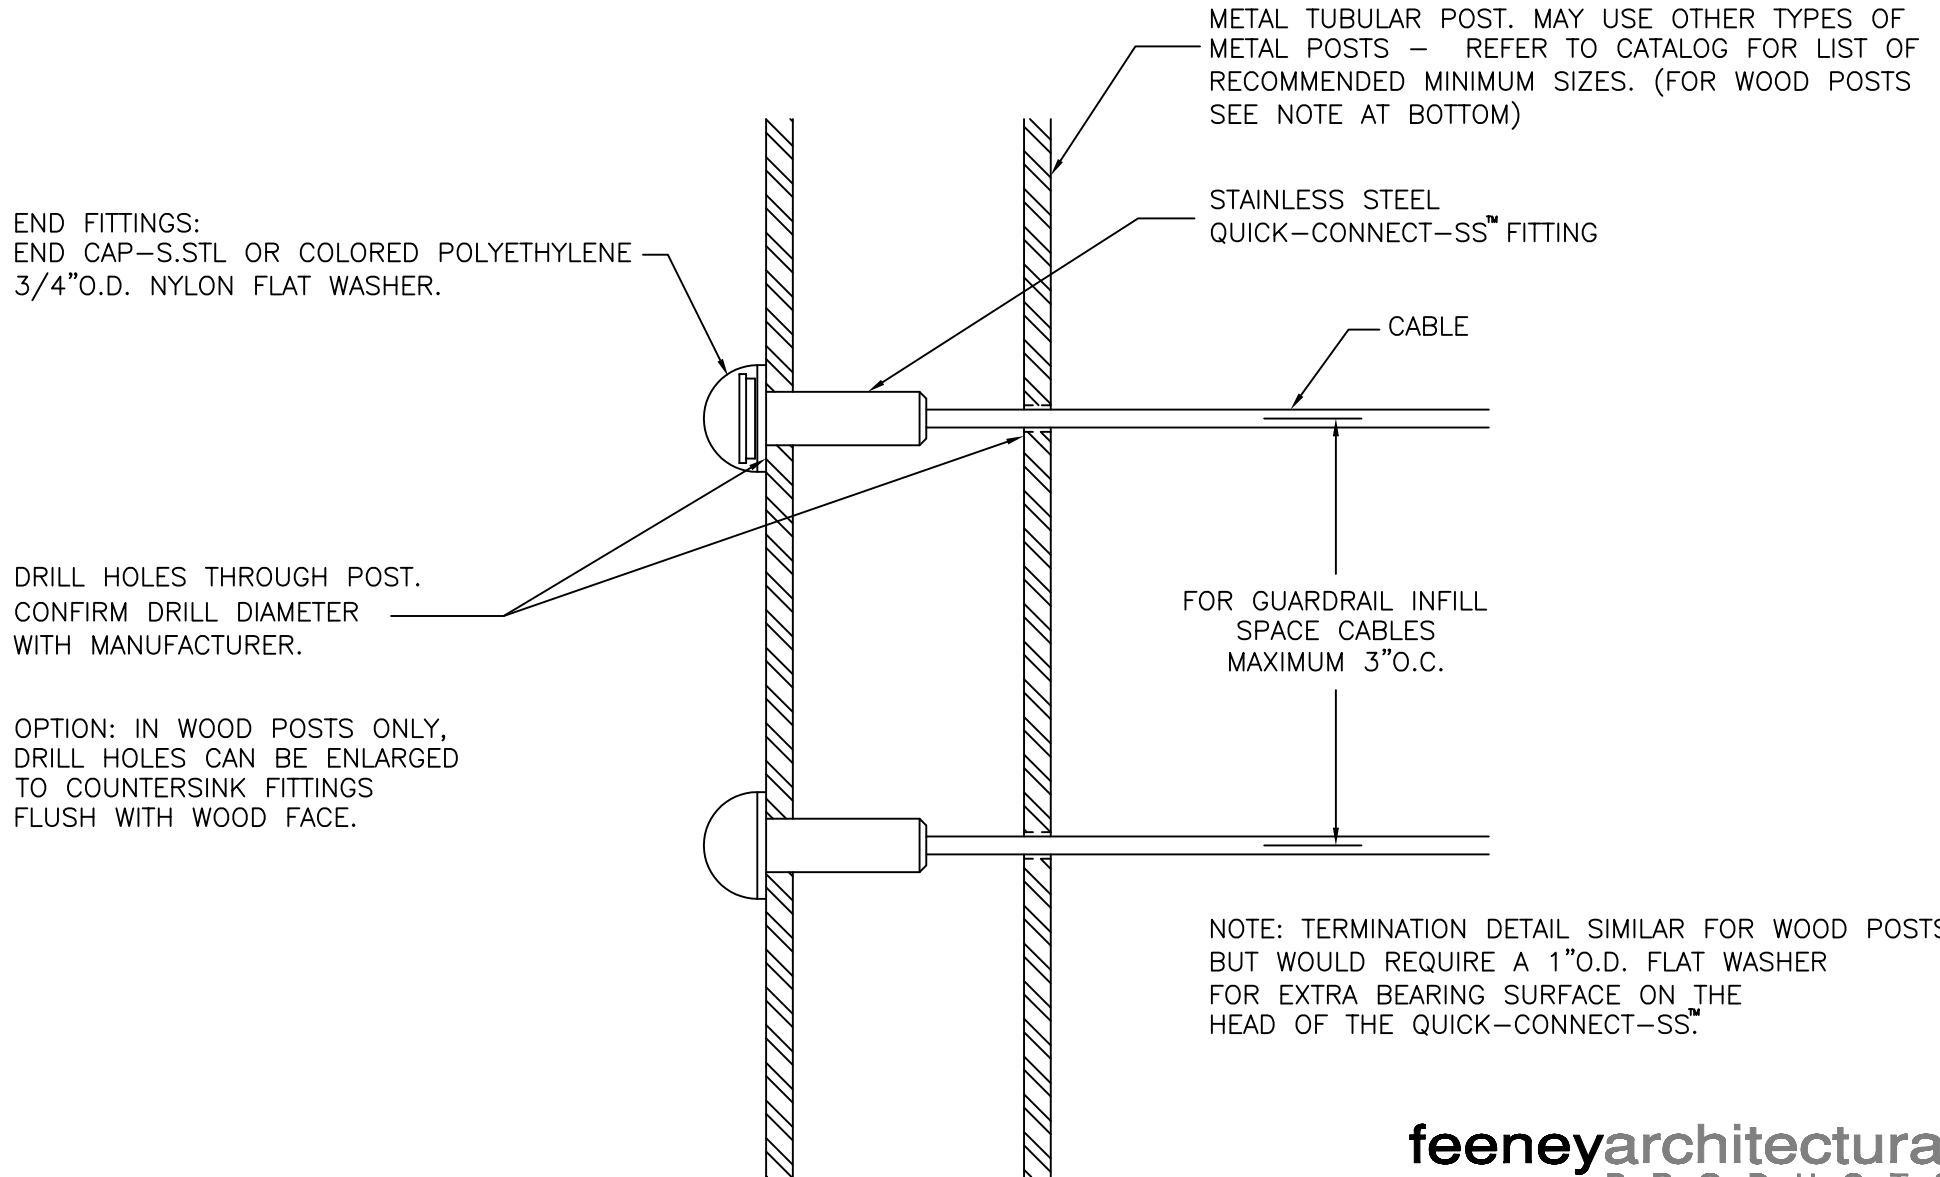 METAL TUBULAR POST. MAY USE OTHER TYPES OF
METAL POSTS – REFER TO CATALOG FOR LIST OF
RECOMMENDED MINIMUM SIZES. (FOR WOOD POSTS
SEE NOTE AT BOTTOM)
STAINLESS STEEL
QUICK–CONNECT–SS™ FITTING
END FITTINGS:
END CAP–S.STL OR COLORED POLYETHYLENE
3/4"O.D. NYLON FLAT WASHER.
CABLE
DRILL HOLES THROUGH POST.
CONFIRM DRILL DIAMETER
WITH MANUFACTURER.
FOR GUARDRAIL INFILL
SPACE CABLES
MAXIMUM 3"O.C.
OPTION: IN WOOD POSTS ONLY,
DRILL HOLES CAN BE ENLARGED
TO COUNTERSINK FITTINGS
FLUSH WITH WOOD FACE.
NOTE: TERMINATION DETAIL SIMILAR FOR WOOD POSTS
BUT WOULD REQUIRE A 1"O.D. FLAT WASHER
FOR EXTRA BEARING SURFACE ON THE
HEAD OF THE QUICK–CONNECT–SS™.
feeneyarchitectura